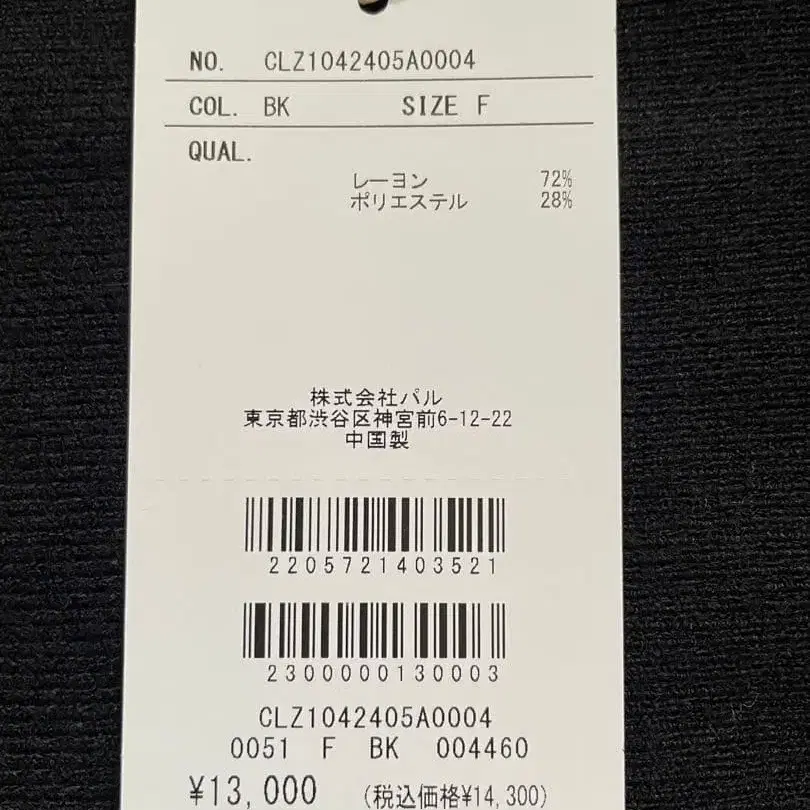 NO. CLZ1042405A0004
COL. BK SIZE F
QUAL.
レーヨン 72%
ポリエステル 28%
株式会社パル
東京都渋谷区神宮前6-12-22
中国製
2205721403521
2300000130003
CLZ1042405A0004
0051 F BK 004460
¥13,000 (税込価格¥14,300)